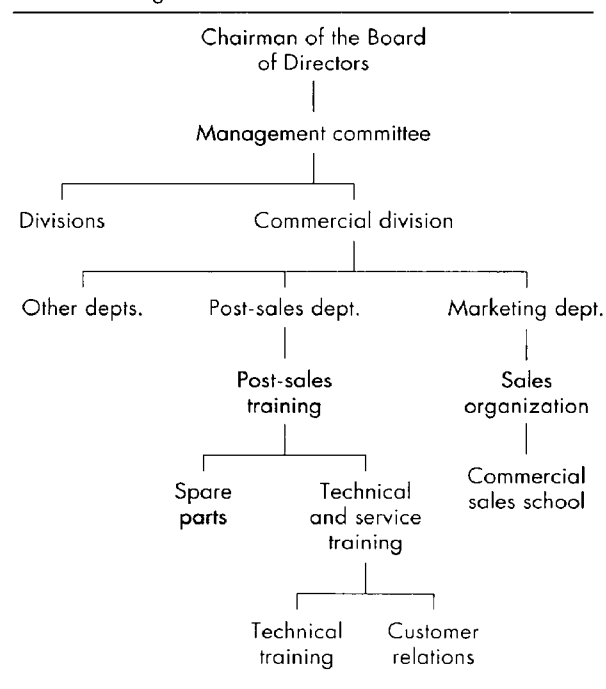 Chairman of the Board
of Directors
Management committee
Divisions
Commercial division
Other depts.
Post-sales dept.
Marketing dept.
Post-sales
training
Sales
organization
Spare
parts
Technical
and service
training
Commercial
sales school
Technical
training
Customer
relations